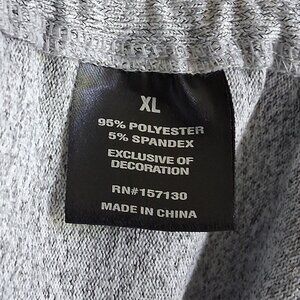 XL
95% POLYESTER
5% SPANDEX
EXCLUSIVE OF
DECORATION
RN#157130
MADE IN CHINA